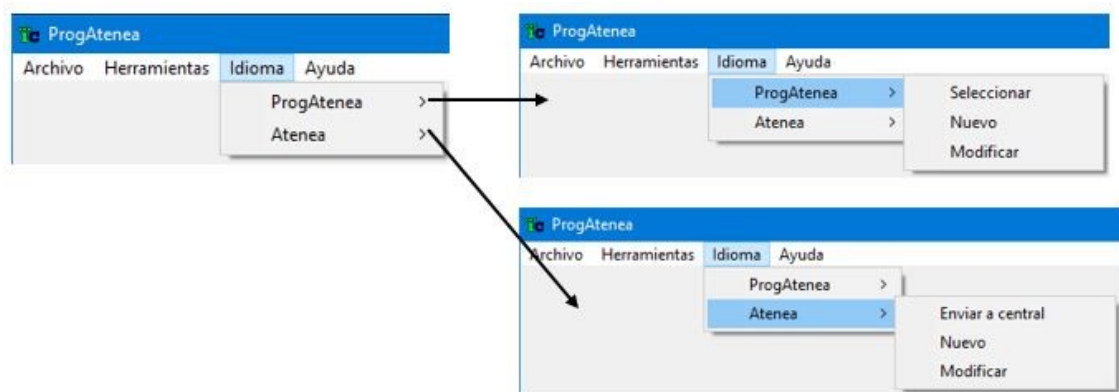 ProgAtenea
Archivo Herramientas Idioma Ayuda
ProgAtenea >
Atenea >
ProgAtenea
Archivo Herramientas Idioma Ayuda
ProgAtenea > Seleccionar
Atenea > Nuevo
Modificar
ProgAtenea
Archivo Herramientas Idioma Ayuda
ProgAtenea >
Atenea > Enviar a central
Nuevo
Modificar